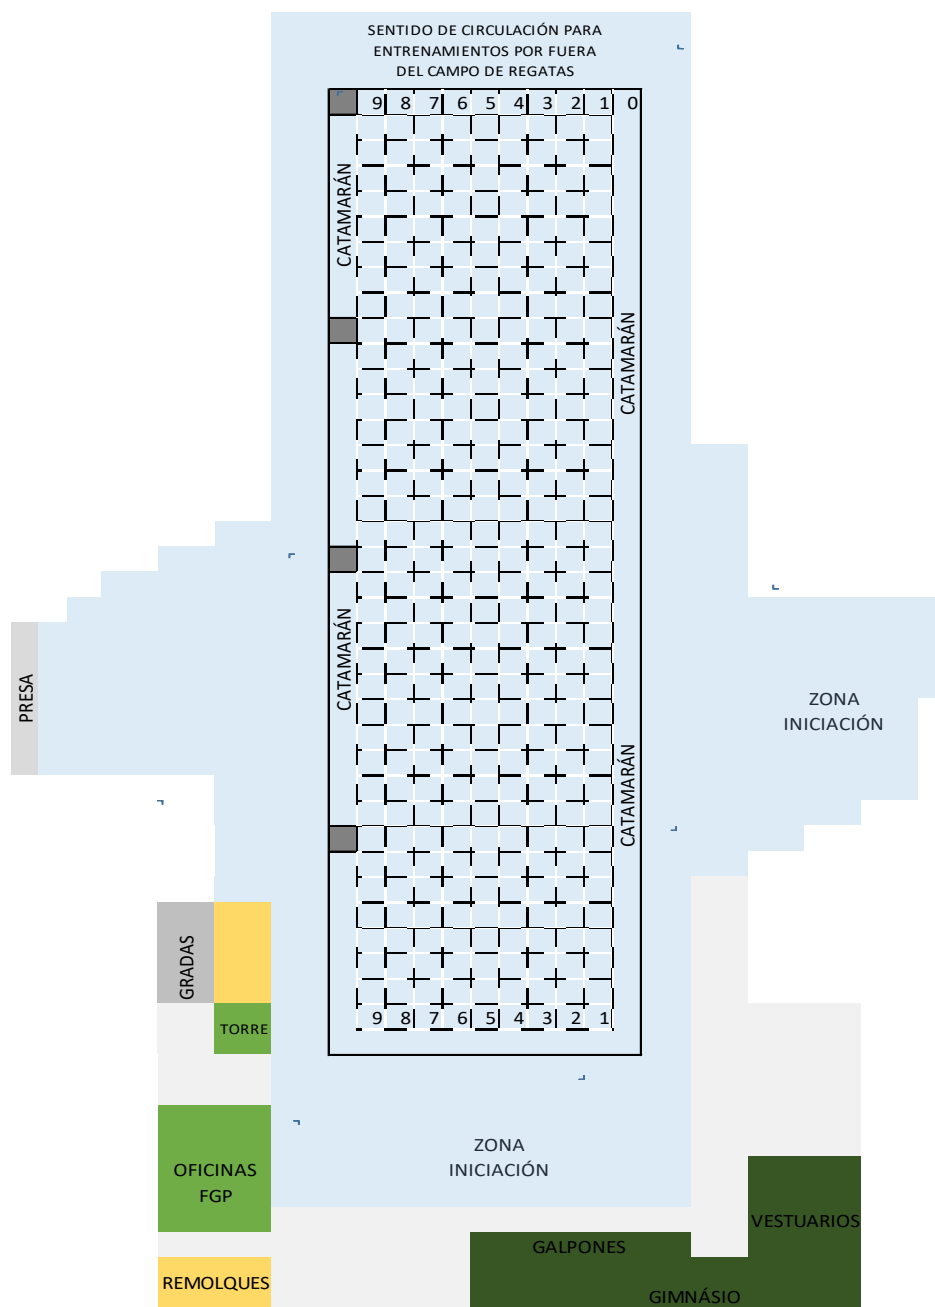 SENTIDO DE CIRCULACIÓN PARA
ENTRENAMIENTOS POR FUERA
DEL CAMPO DE REGATAS
9 8 7 6 5 4 3 2 1 0
CATAMARÁN
CATAMARÁN
CATAMARÁN
PRESA
ZONA
INICIACIÓN
CATAMARÁN
GRADAS
9 8 7 6 5 4 3 2 1
TORRE
ZONA
INICIACIÓN
OFICINAS
FGP
VESTUARIOS
GALPONES
REMOLQUES
GIMNÁSIO